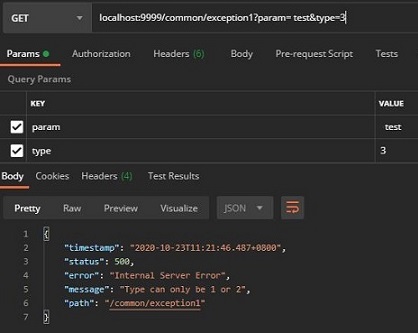 GET localhost:9999/common/exception1?param= test&type=3
Params Authorization Headers (6) Body Pre-request Script Tests
Query Params
KEY VALUE
param test
type 3
Body Cookies Headers (4) Test Results
Pretty Raw Preview Visualize JSON
1 {
2 "timestamp": "2020-10-23T11:21:46.487+0800",
3 "status": 500,
4 "error": "Internal Server Error",
5 "message": "Type can only be 1 or 2",
6 "path": "/common/exception1"
7 }